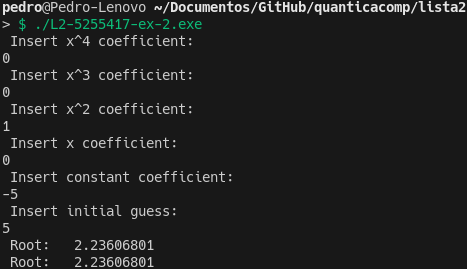 pedro@Pedro-Lenovo ~/Documentos/GitHub/quanticacomp/lista2
> $ ./L2-5255417-ex-2.exe
Insert x^4 coefficient:
0
Insert x^3 coefficient:
0
Insert x^2 coefficient:
1
Insert x coefficient:
0
Insert constant coefficient:
-5
Insert initial guess:
5
Root:   2.23606801
Root:   2.23606801